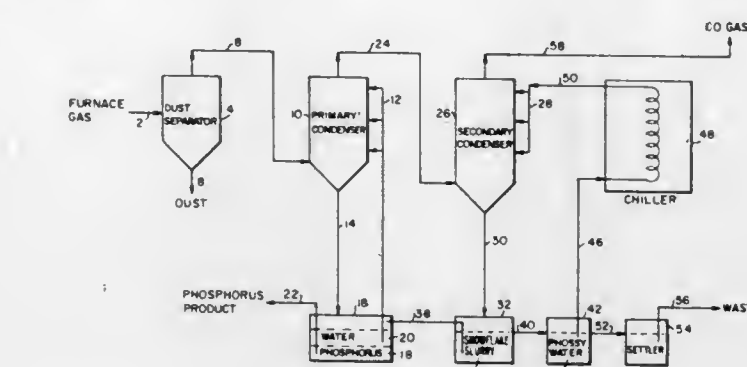 CO GAS
58
8
24
50
FURNACE
GAS
2
DUST
SEPARATOR
4
10
PRIMARY
CONDENSER
12
26
SECONDARY
CONDENSER
28
48
CHILLER
8
DUST
14
30
46
PHOSPHORUS
PRODUCT
22
18
38
32
42
56
WAST
WATER
20
PHOSPHORUS
18
SNOWFLAKE
SLURRY
40
PHOSSY
WATER
52
SETTLER
54